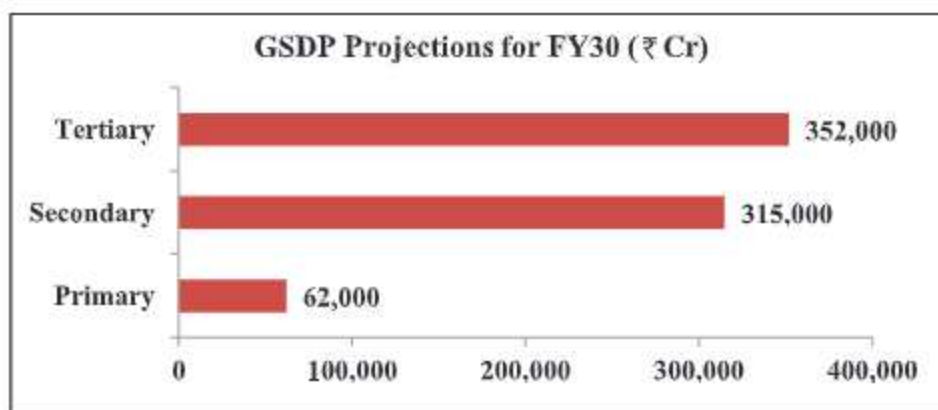 GSDP Projections for FY30 (₹ Cr)
Tertiary 352,000
Secondary 315,000
Primary 62,000
0 100,000 200,000 300,000 400,000